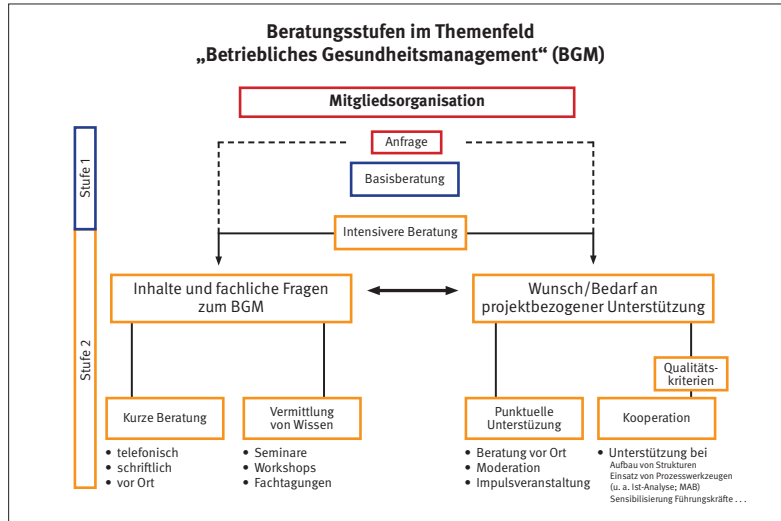 Beratungsstufen im Themenfeld
„Betriebliches Gesundheitsmanagement“ (BGM)
Mitgliedsorganisation
Anfrage
Stufe 1
Basisberatung
Intensivere Beratung
Stufe 2
Inhalte und fachliche Fragen
zum BGM
Wunsch/Bedarf an
projektbezogener Unterstützung
Qualitäts-
kriterien
Kurze Beratung
Vermittlung
von Wissen
Punktuelle
Unterstüzung
Kooperation
• telefonisch
• schriftlich
• vor Ort
• Seminare
• Workshops
• Fachtagungen
• Beratung vor Ort
• Moderation
• Impulsveranstaltung
• Unterstützung bei
Aufbau von Strukturen
Einsatz von Prozesswerkzeugen
(u. a. Ist-Analyse; MAB)
Sensibilisierung Führungskräfte . . .